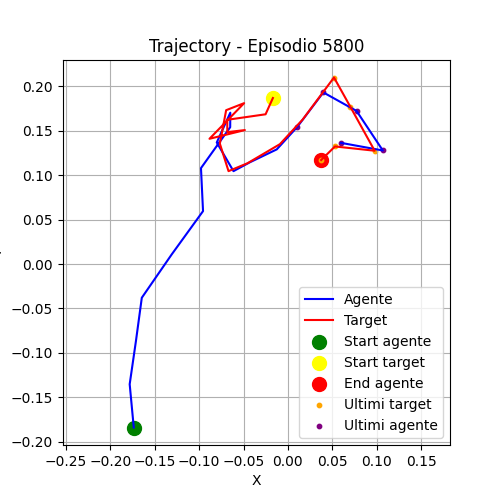 Trajectory - Episodio 5800
0.20
0.15
0.10
0.05
0.00
−0.05
−0.10
−0.15
−0.20
Agente
Target
Start agente
Start target
End agente
Ultimi target
Ultimi agente
−0.25 −0.20 −0.15 −0.10 −0.05 0.00 0.05 0.10 0.15
X